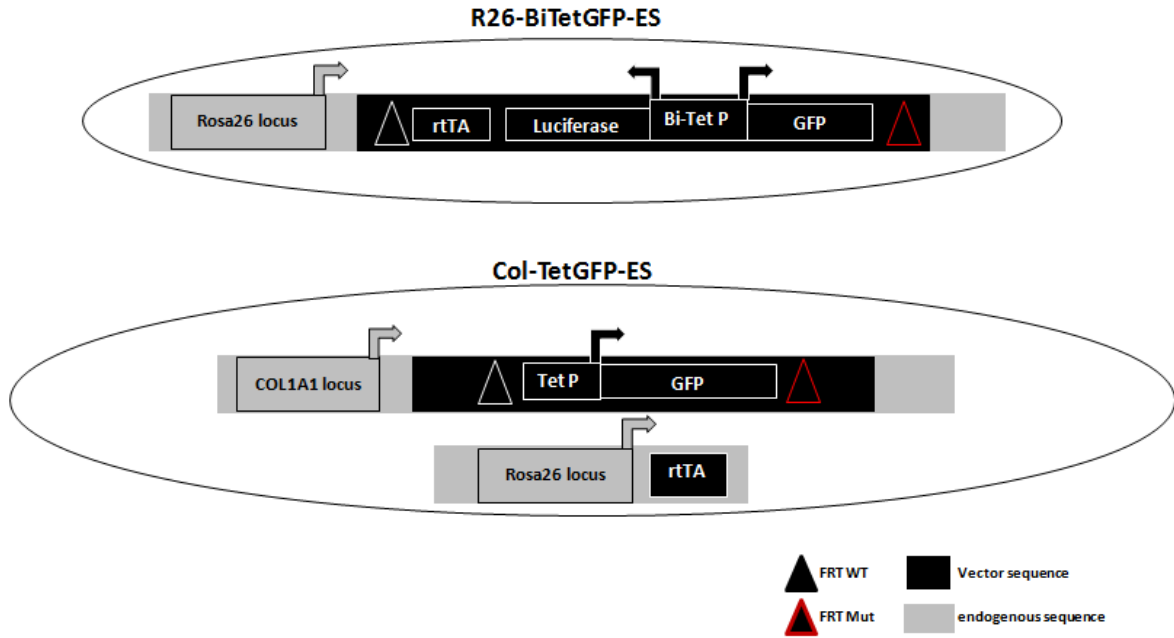 R26-BiTetGFP-ES
Rosa26 locus
rtTA
Luciferase
Bi-Tet P
GFP
Col-TetGFP-ES
COL1A1 locus
Tet P
GFP
Rosa26 locus
rtTA
FRT WT
Vector sequence
FRT Mut
endogenous sequence